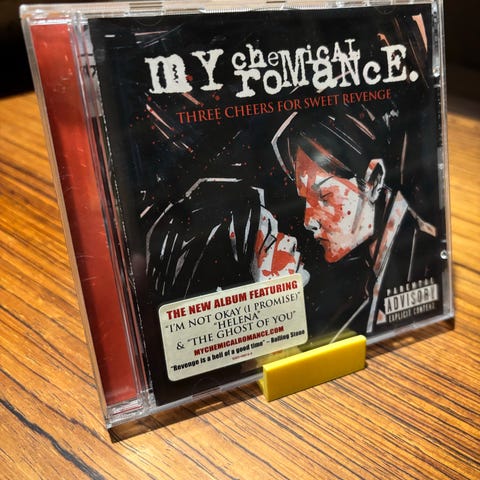 my cheMiCAL
roMaNcE.
THREE CHEERS FOR SWEET REVENGE
PARENTAL
ADVISORY
EXPLICIT CONTENT
THE NEW ALBUM FEATURING
"I'M NOT OKAY (I PROMISE)"
"HELENA"
& "THE GHOST OF YOU"
MYCHEMICALROMANCE.COM
"Revenge is a hell of a good time" – Rolling Stone